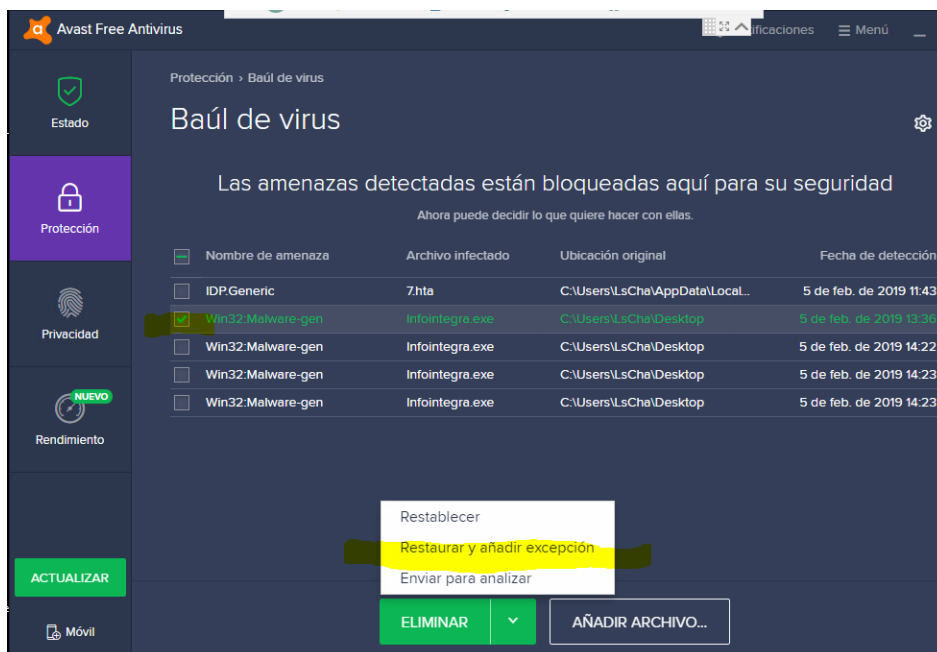 Avast Free Antivirus
ificaciones
Menú
Estado
Protección
Privacidad
NUEVO
Rendimiento
ACTUALIZAR
Móvil
Protección › Baúl de virus
Baúl de virus
Las amenazas detectadas están bloqueadas aquí para su seguridad
Ahora puede decidir lo que quiere hacer con ellas.
Nombre de amenaza Archivo infectado Ubicación original Fecha de detección
IDP.Generic 7.hta C:\Users\LsCha\AppData\Local... 5 de feb. de 2019 11:43
Win32:Malware-gen Infointegra.exe C:\Users\LsCha\Desktop 5 de feb. de 2019 13:36
Win32:Malware-gen Infointegra.exe C:\Users\LsCha\Desktop 5 de feb. de 2019 14:22
Win32:Malware-gen Infointegra.exe C:\Users\LsCha\Desktop 5 de feb. de 2019 14:23
Win32:Malware-gen Infointegra.exe C:\Users\LsCha\Desktop 5 de feb. de 2019 14:23
Restablecer
Restaurar y añadir excepción
Enviar para analizar
ELIMINAR
AÑADIR ARCHIVO...